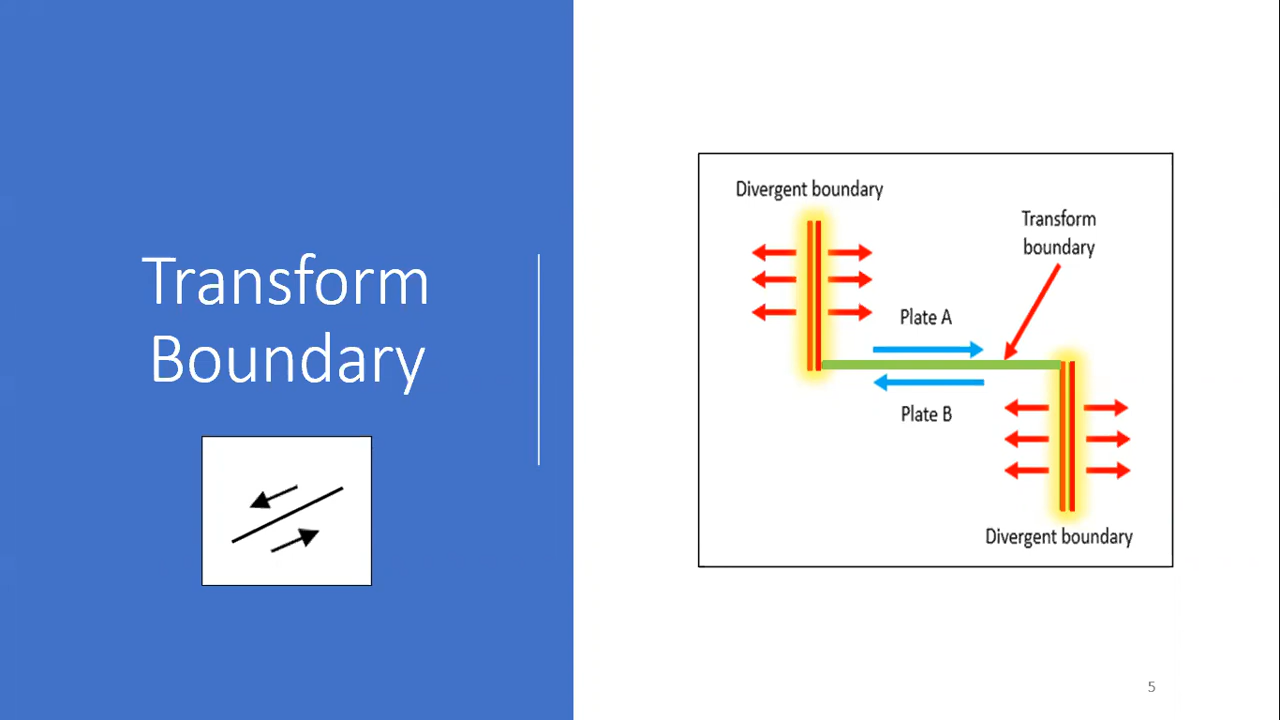 Transform
Boundary
Divergent boundary
Transform
boundary
Plate A
Plate B
Divergent boundary
5